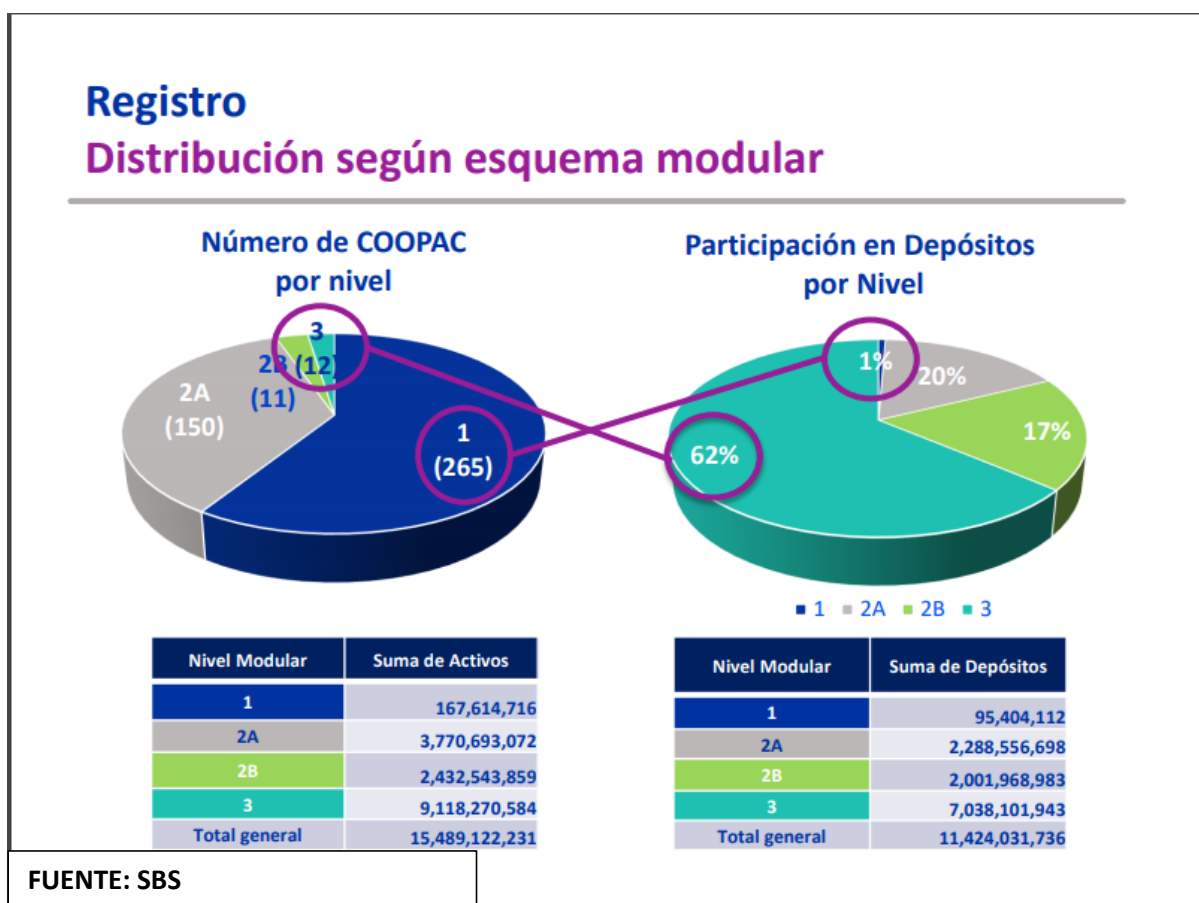 Registro
Distribución según esquema modular
Número de COOPAC
por nivel
3
(12)
2B
(11)
2A
(150)
1
(265)
Participación en Depósitos
por Nivel
1%
20%
17%
62%
1 2A 2B 3
Nivel Modular Suma de Activos
1 167,614,716
2A 3,770,693,072
2B 2,432,543,859
3 9,118,270,584
Total general 15,489,122,231
Nivel Modular Suma de Depósitos
1 95,404,112
2A 2,288,556,698
2B 2,001,968,983
3 7,038,101,943
Total general 11,424,031,736
FUENTE: SBS